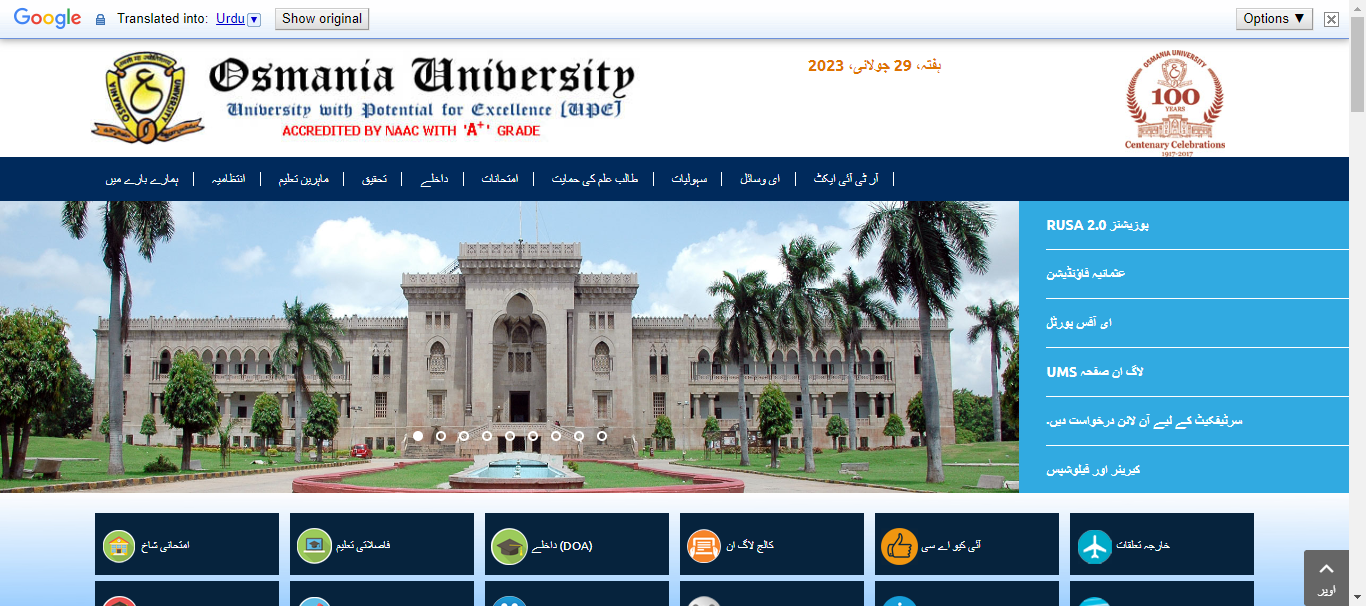 Google Translated into: Urdu Show original Options ▼
Osmania University
University with Potential for Excellence [UPE]
ACCREDITED BY NAAC WITH 'A+' GRADE
ہفتہ، 29 جولائی، 2023
OSMANIA UNIVERSITY
100
YEARS
Centenary Celebrations
1917-2017
ہمارے بارے میں
انتظامیہ
ماہرین تعلیم
تحقیق
داخلے
امتحانات
طالب علم کی حمایت
سہولیات
ای وسائل
آر ٹی آئی ایکٹ
RUSA 2.0 پوزیشنز
عثمانیہ فاؤنڈیشن
ای آفس پورٹل
UMS لاگ ان صفحہ
سرٹیفکیٹ کے لیے آن لائن درخواست دیں۔
کیریئر اور فیلوشپس
امتحانی شاخ
فاصلاتی تعلیم
داخلے (DOA)
کالج لاگ ان
آئی کیو اے سی
خارجہ تعلقات
اوپر